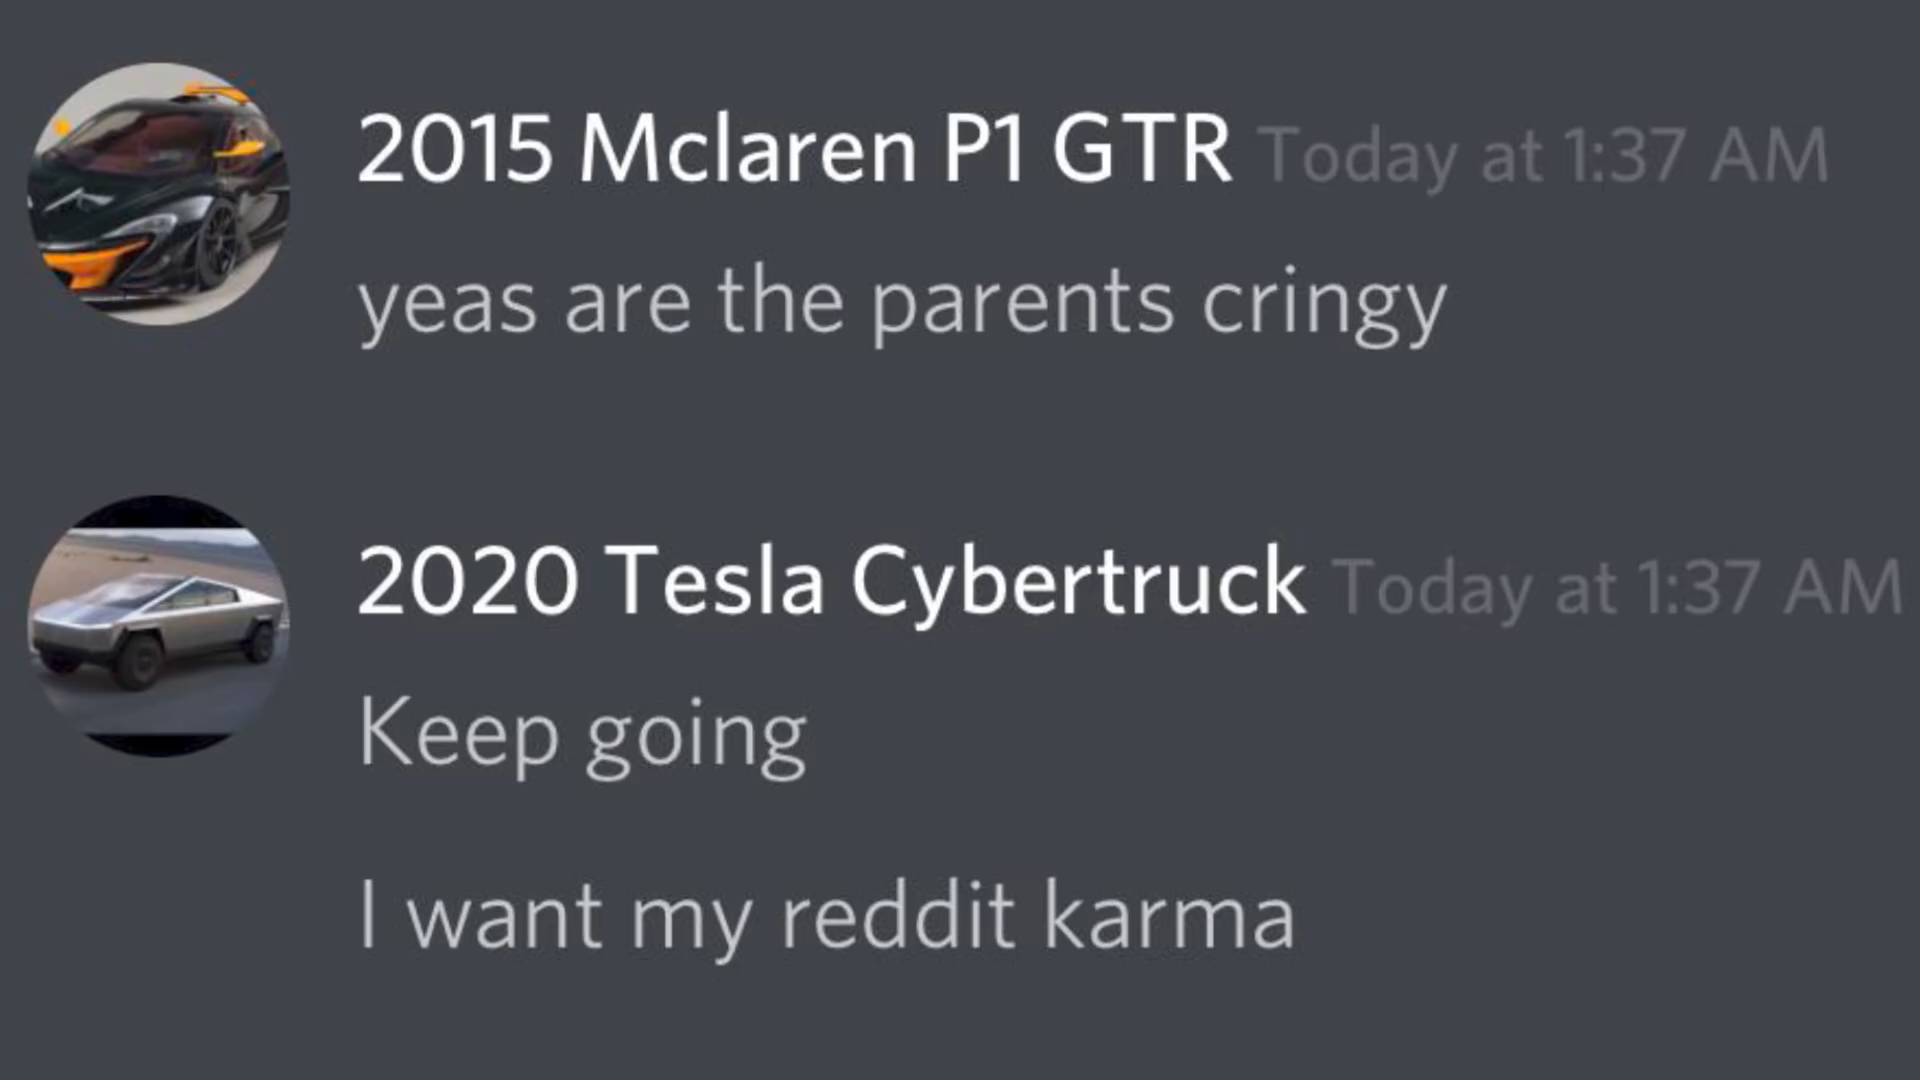 2015 Mclaren P1 GTR Today at 1:37 AM
yeas are the parents cringy
2020 Tesla Cybertruck Today at 1:37 AM
Keep going
I want my reddit karma